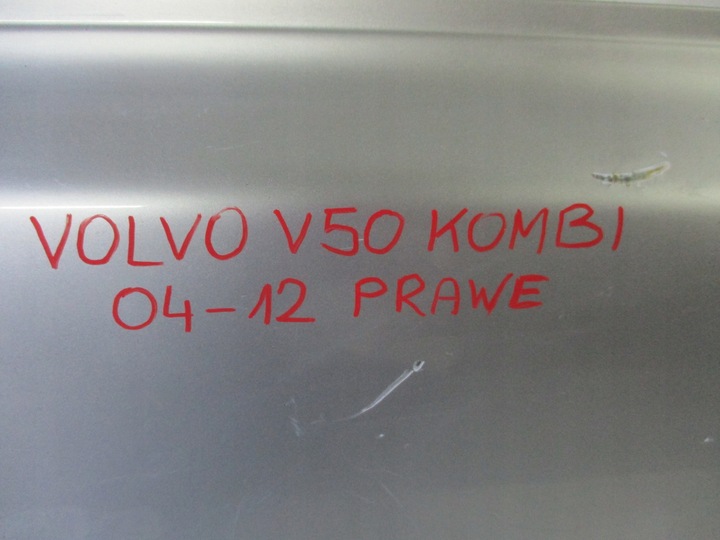 VOLVO V50 KOMBI
04-12 PRAWE